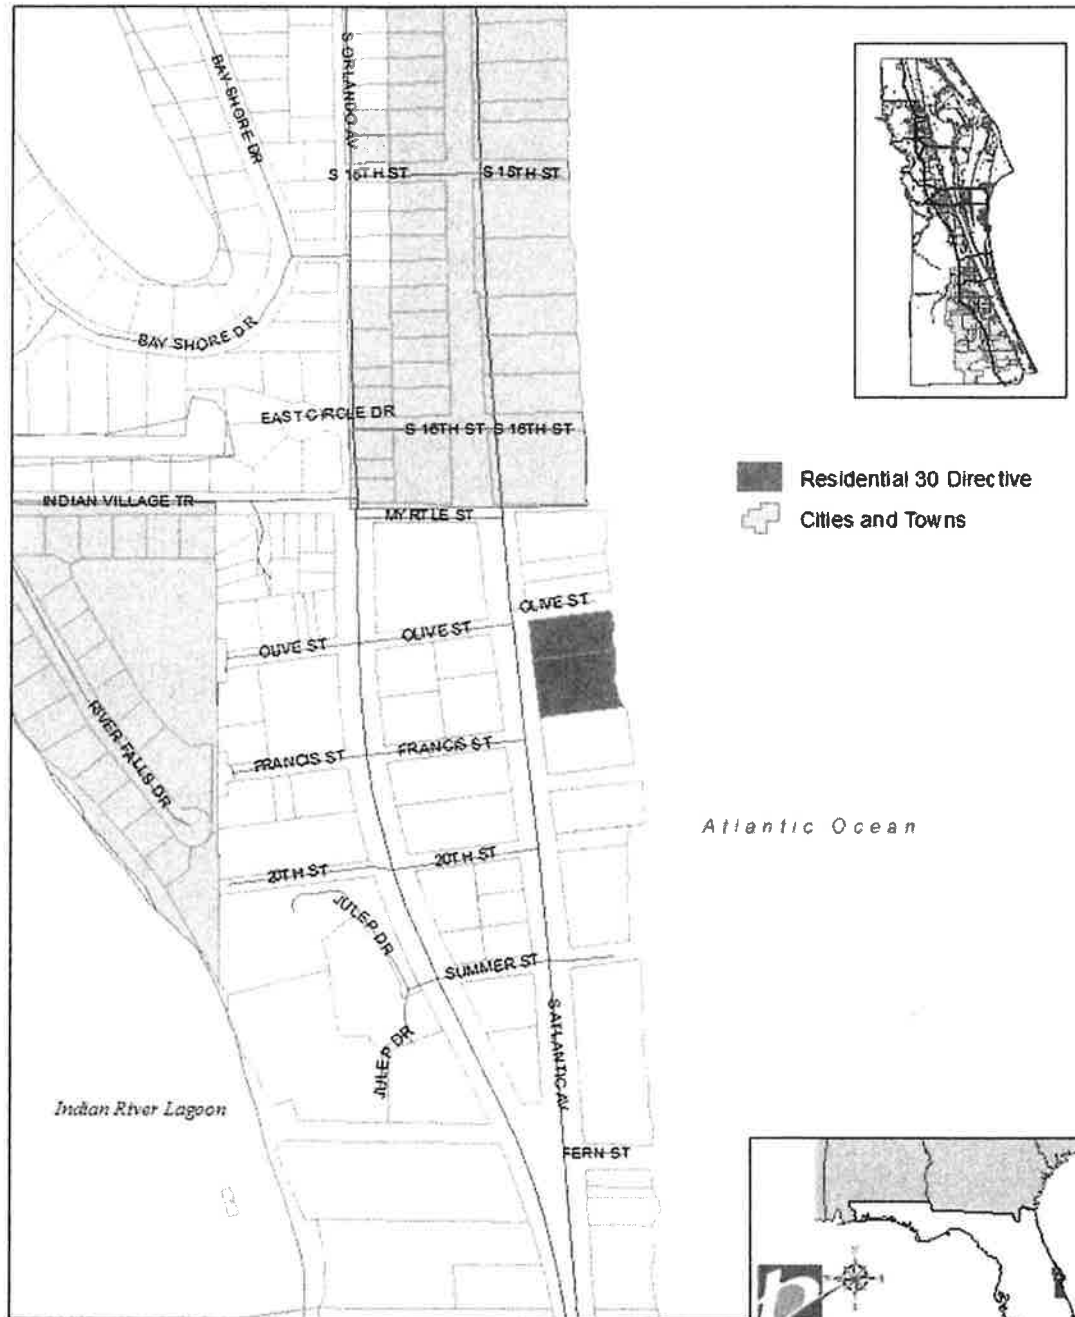 BAY SHORE DR
S ORLANDO AV
S 15TH ST
S 15TH ST
BAY SHORE DR
EAST CIRCLE DR
S 16TH ST
S 16TH ST
INDIAN VILLAGE TR
MYRTLE ST
Residential 30 Directive
Cities and Towns
OLIVE ST
OLIVE ST
OLIVE ST
RIVER FALLS DR
FRANCIS ST
FRANCIS ST
Atlantic Ocean
20TH ST
20TH ST
JULEP DR
SUMMER ST
S ATLANTIC AV
JULEP DR
Indian River Lagoon
FERN ST